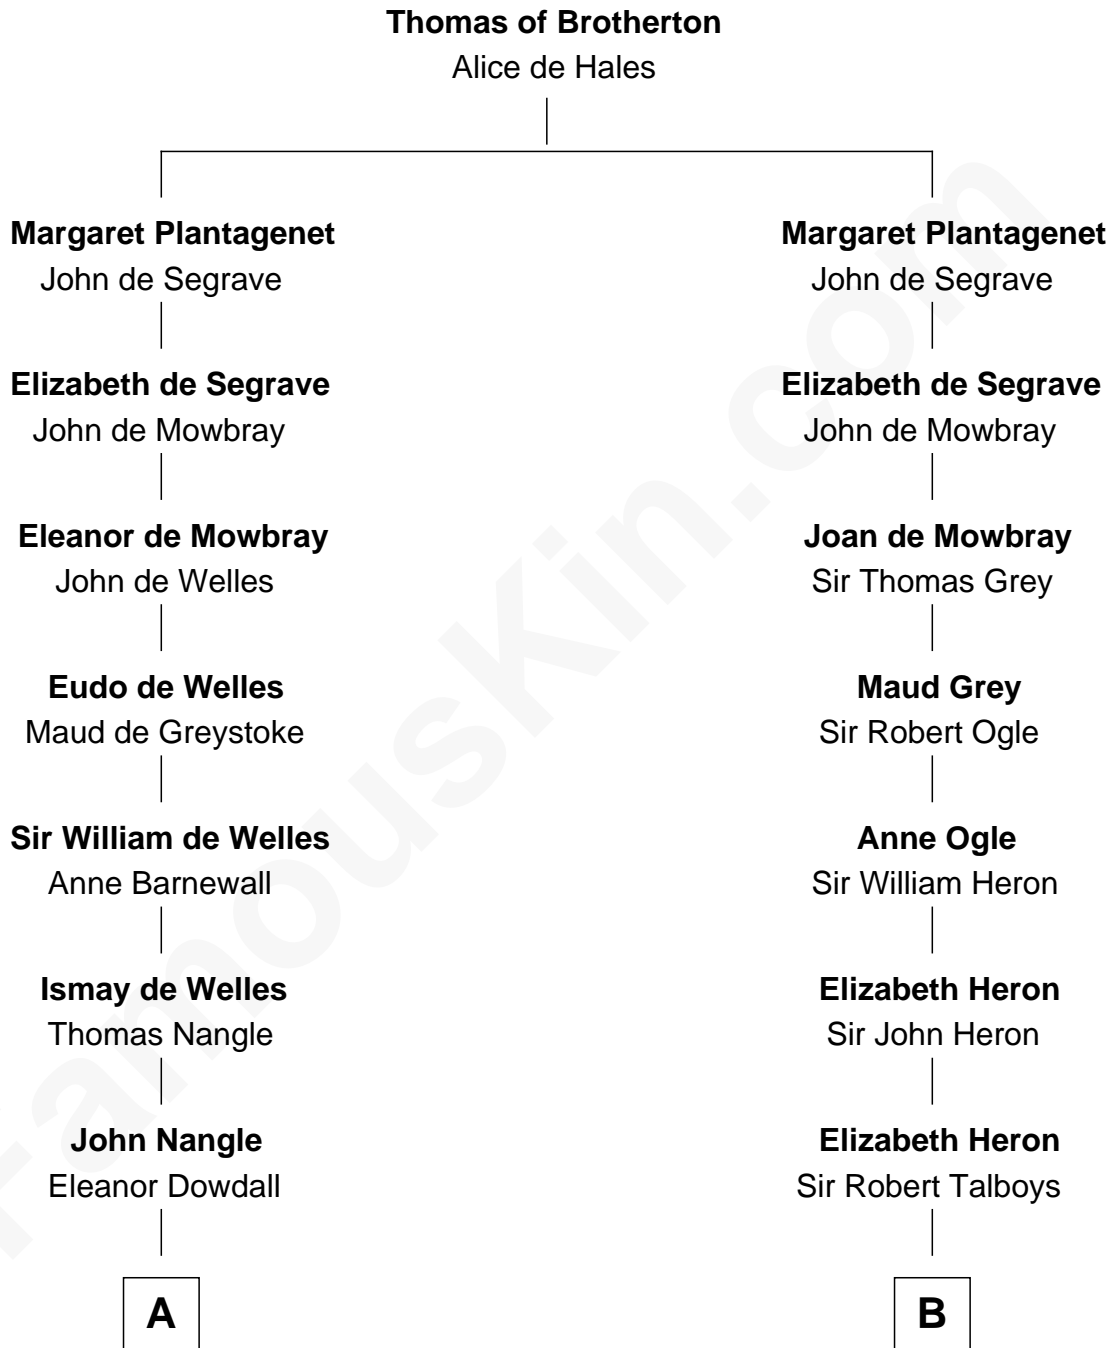 Thomas of Brotherton
Alice de Hales
Margaret Plantagenet
John de Segrave
Margaret Plantagenet
John de Segrave
Elizabeth de Segrave
John de Mowbray
Elizabeth de Segrave
John de Mowbray
Eleanor de Mowbray
John de Welles
Joan de Mowbray
Sir Thomas Grey
Eudo de Welles
Maud de Greystoke
Maud Grey
Sir Robert Ogle
Sir William de Welles
Anne Barnewall
Anne Ogle
Sir William Heron
Ismay de Welles
Thomas Nangle
Elizabeth Heron
Sir John Heron
John Nangle
Eleanor Dowdall
Elizabeth Heron
Sir Robert Talboys
A
B
FamousKin.com